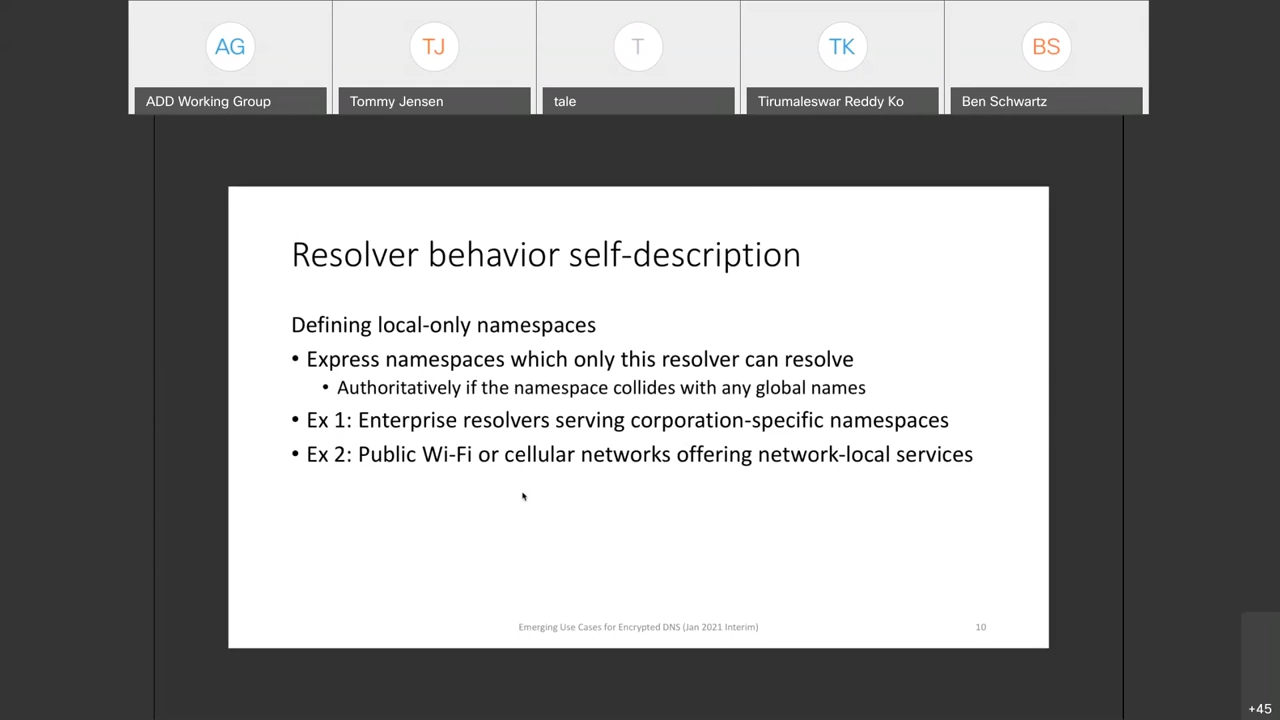 AG
TJ
T
TK
BS
ADD Working Group
Tommy Jensen
tale
Tirumaleswar Reddy Ko
Ben Schwartz
Resolver behavior self-description
Defining local-only namespaces
• Express namespaces which only this resolver can resolve
• Authoritatively if the namespace collides with any global names
• Ex 1: Enterprise resolvers serving corporation-specific namespaces
• Ex 2: Public Wi-Fi or cellular networks offering network-local services
Emerging Use Cases for Encrypted DNS (Jan 2021 Interim)
10
+45